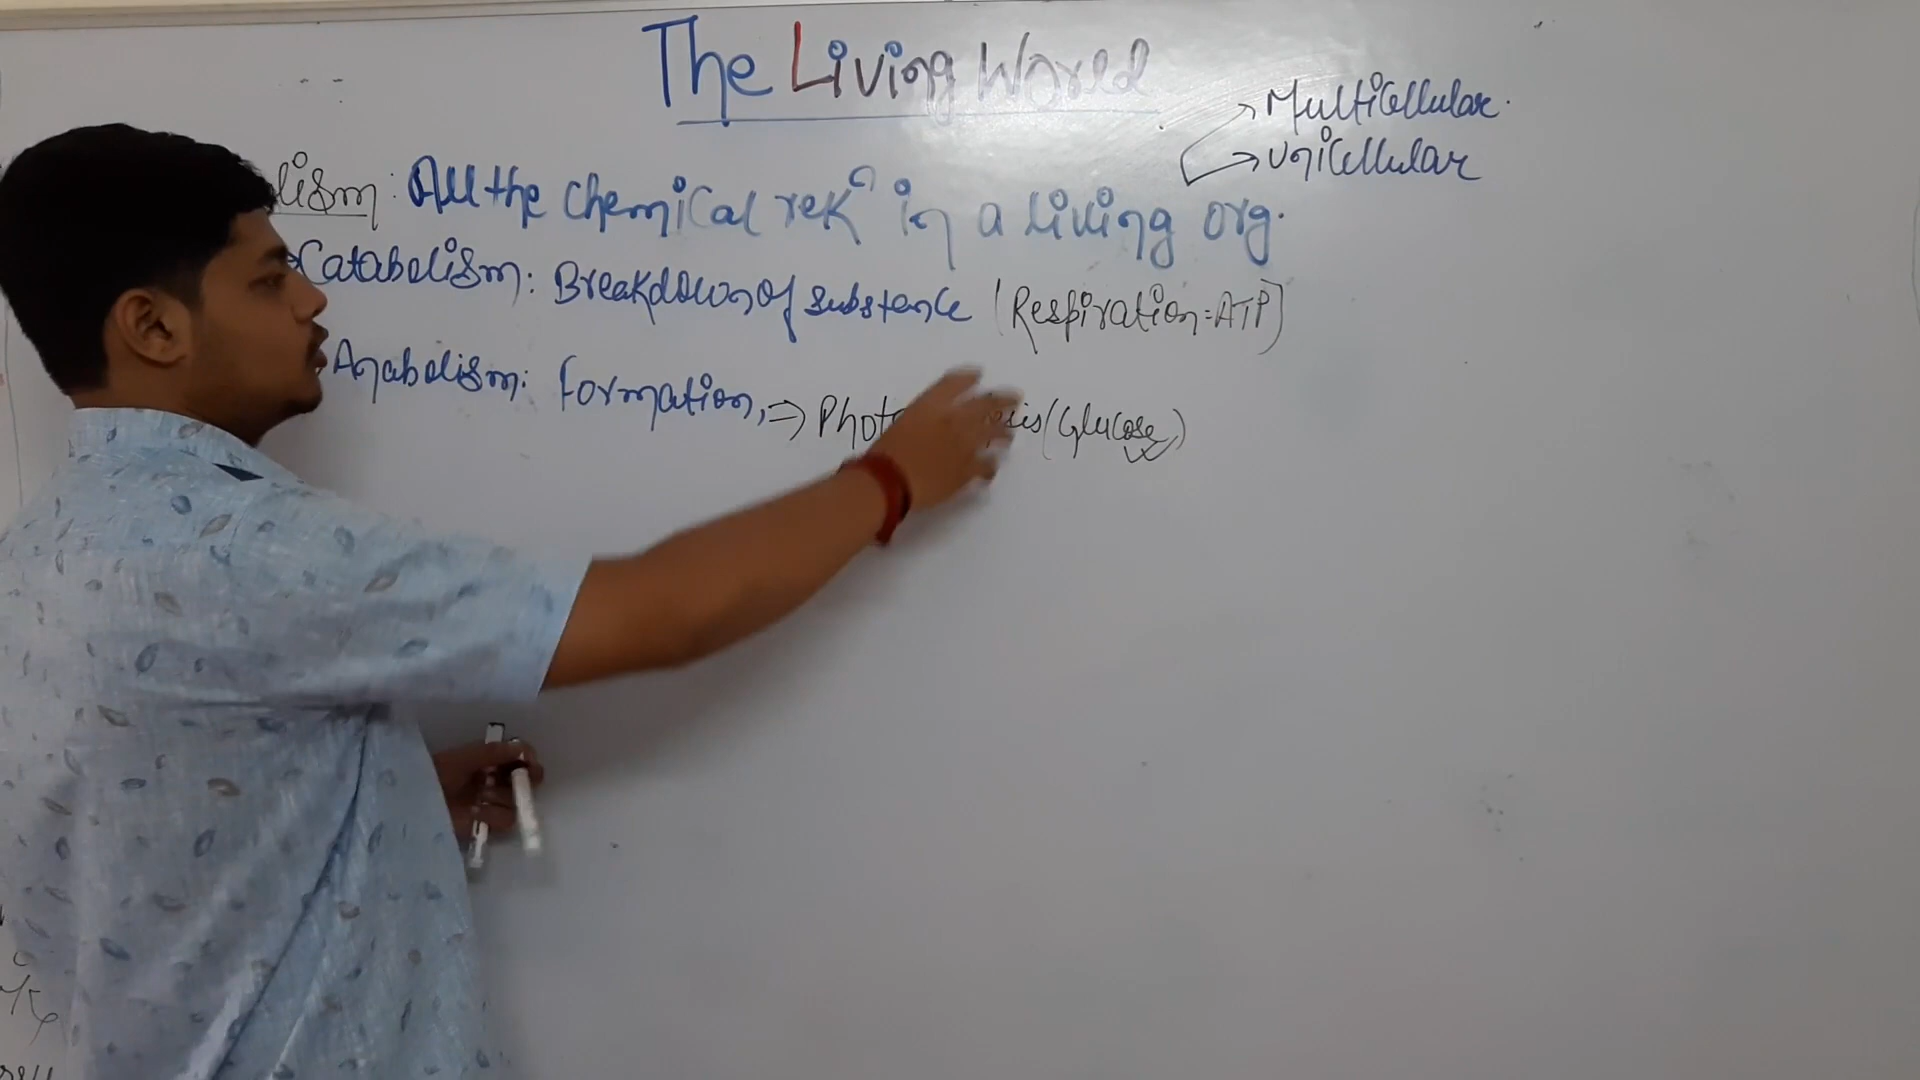 The Living World
Multicellular.
Unicellular
lism: All the chemical rekn in a living org.
Catabolism: Breakdown of substance (Respiration=ATP]
Anabolism: Formation, => Phot sis (Glucose)